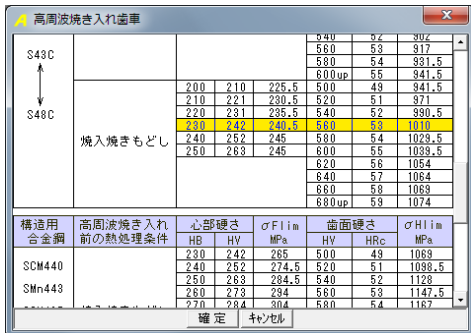 高周波焼き入れ歯車
540 52 902
S43C 560 53 917
580 54 931.5
600up 55 941.5
200 210 225.5 500 49 941.5
210 221 230.5 520 51 971
S48C 220 231 235.5 540 52 990.5
230 242 240.5 560 53 1010
焼入焼きもどし 240 252 245 580 54 1029.5
250 263 245 600 55 1039.5
620 56 1054
640 57 1064
660 58 1069
680up 59 1074
構造用 高周波焼き入れ 心部硬さ σFlim 歯面硬さ σHlim
合金鋼 前の熱処理条件 HB HV MPa HV HRc MPa
230 242 265 500 49 1069
SCM440 240 252 274.5 520 51 1098.5
250 263 284.5 540 52 1128
SMn443 260 273 294 560 53 1147.5
270 284 304 580 54 1167
確 定 キャンセル